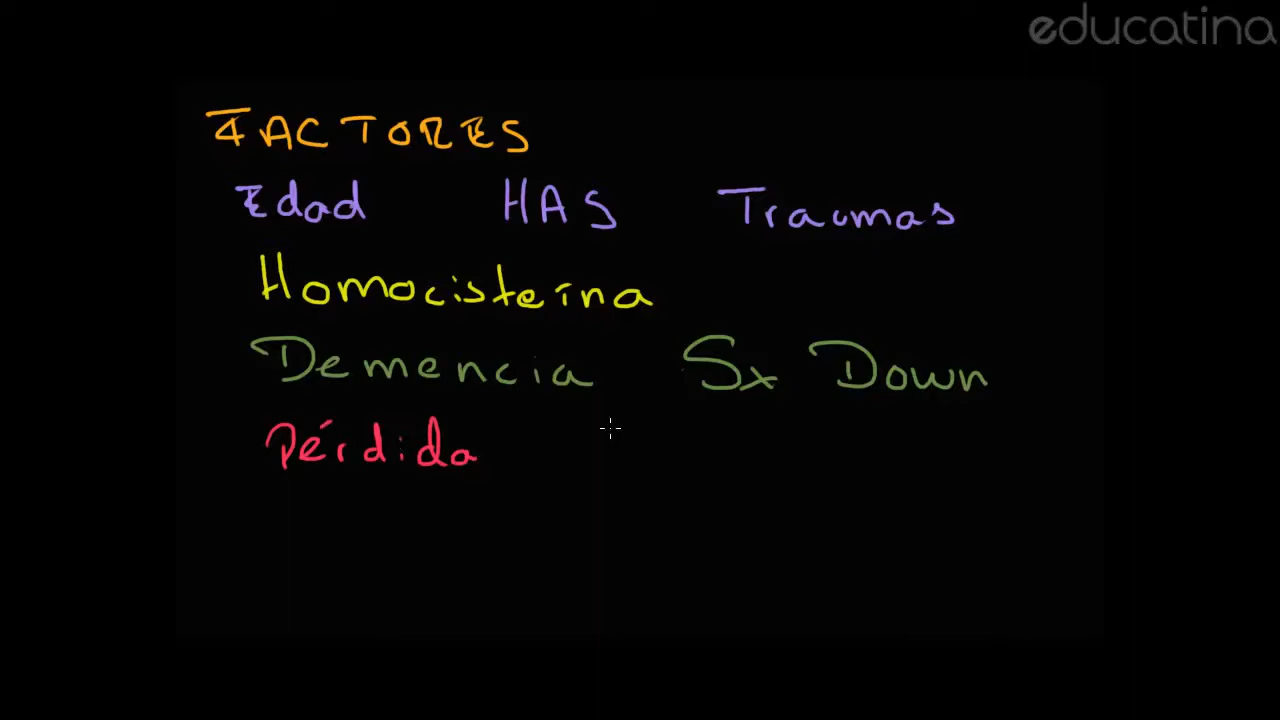 educatina
FACTORES
Edad HAS Traumas
Homocisteína
Demencia Sx Down
Pérdida